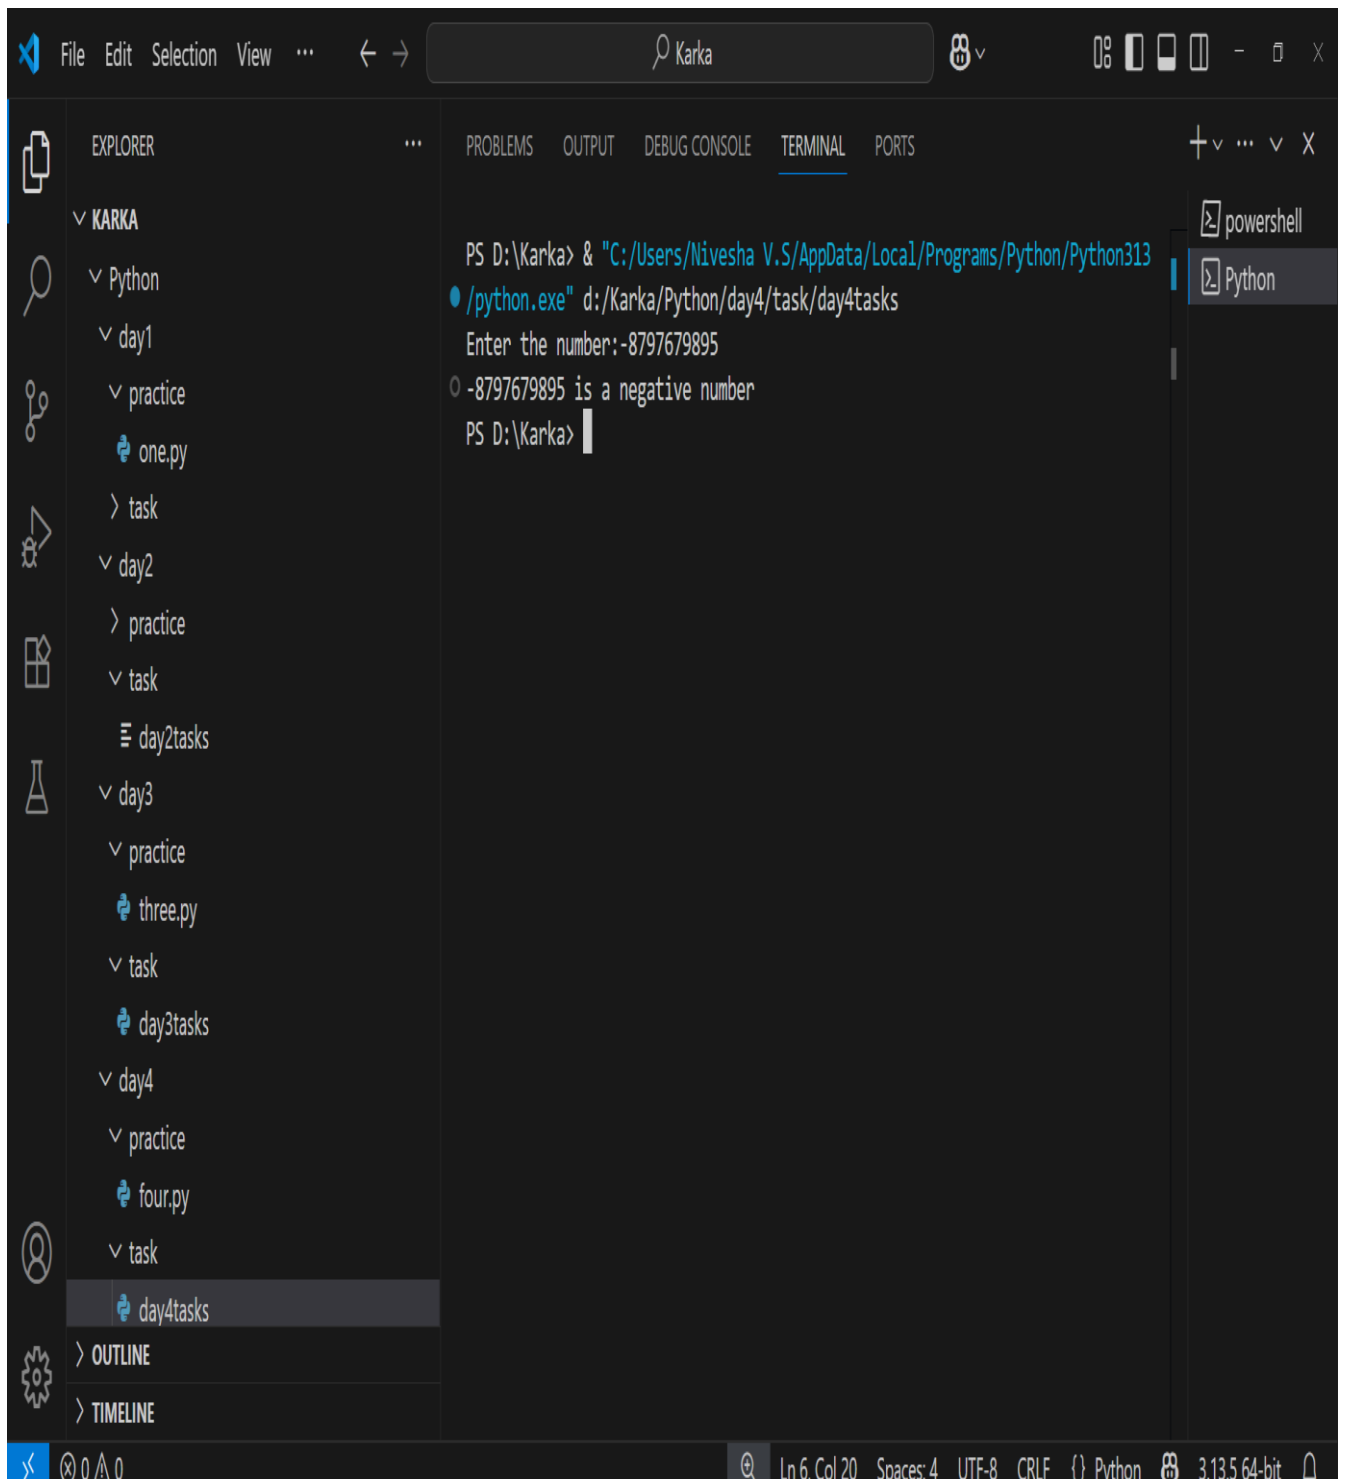 File Edit Selection View ··· Karka
EXPLORER ···
KARKA
Python
day1
practice
one.py
task
day2
practice
task
day2tasks
day3
practice
three.py
task
day3tasks
day4
practice
four.py
task
day4tasks
OUTLINE
TIMELINE
PROBLEMS OUTPUT DEBUG CONSOLE TERMINAL PORTS
PS D:\Karka> & "C:/Users/Nivesha V.S/AppData/Local/Programs/Python/Python313
/python.exe" d:/Karka/Python/day4/task/day4tasks
Enter the number:-8797679895
-8797679895 is a negative number
PS D:\Karka>
powershell
Python
0 0 Ln 6, Col 20 Spaces: 4 UTF-8 CRLF {} Python 3.13.5 64-bit